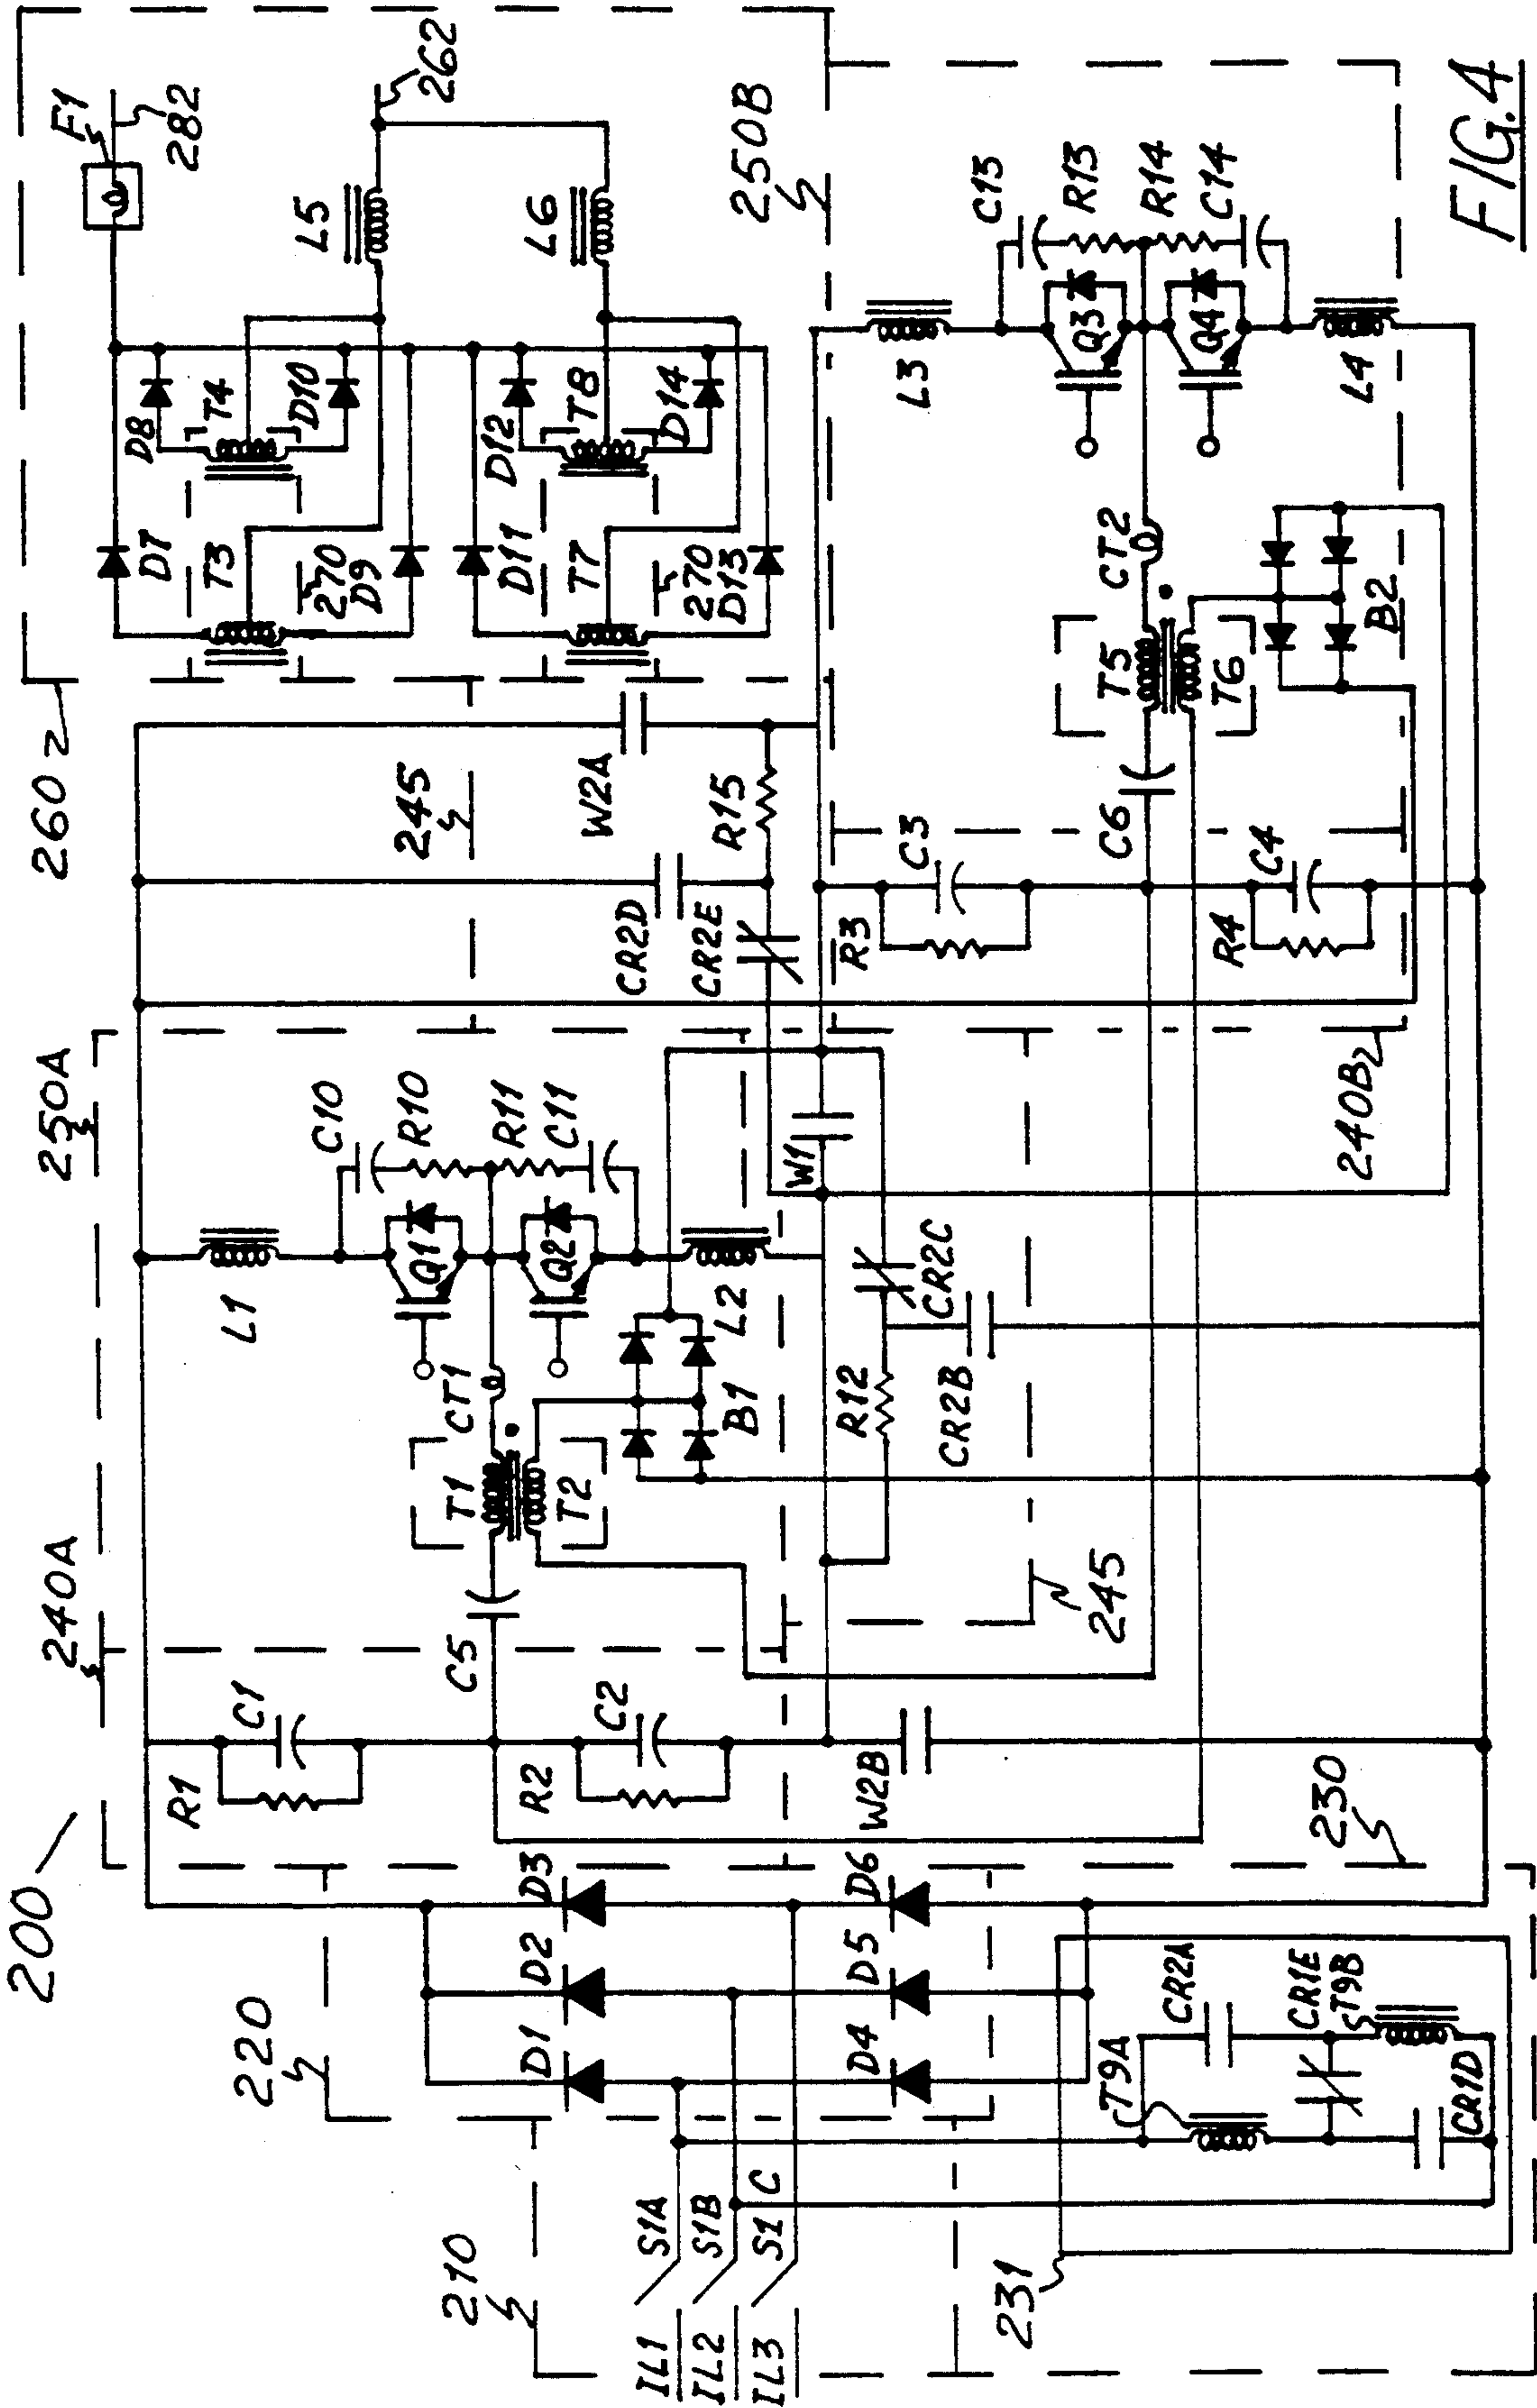 200
220
210
IL1
IL2
IL3
S1A
S1B
S1C
D1
D2
D3
D4
D5
D6
231
T9A
CR2A
CR1E
T9B
CR1D
230
240A
R1
C1
R2
C2
W2B
C5
T1
T2
CT1
B1
250A
L1
Q1
Q2
C10
R10
R11
C11
L2
245
R12
CR2B
CR2C
W1
240B
260
245
W2A
CR2D
CR2E
R15
R3
C3
R4
C4
C6
T5
T6
CT2
B2
250B
L3
Q3
Q4
C13
R13
R14
C14
L4
D7
D8
T3
T4
270
D9
D10
D11
D12
T7
T8
270
D13
D14
L5
L6
F1
282
262
FIG. 4